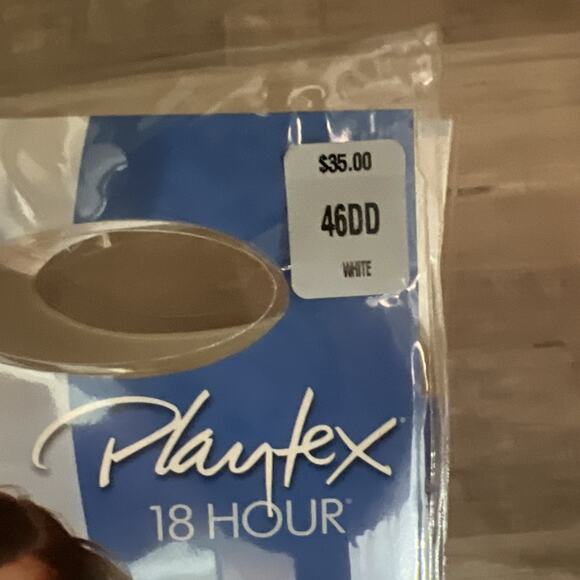 $35.00
46DD
WHITE
Playtex
18 HOUR